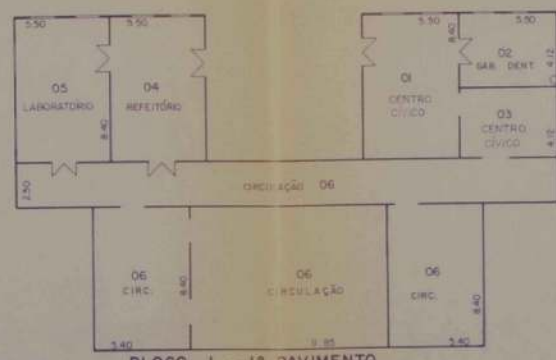 5.50
5.50
5.50
5.50
8.40
02
GAB. DENT.
4.12
05
LABORATÓRIO
04
REFEITÓRIO
01
CENTRO
CÍVICO
03
CENTRO
CÍVICO
8.40
4.12
2.50
CIRCULAÇÃO 06
06
CIRC.
8.40
06
CIRCULAÇÃO
06
CIRC.
8.40
5.40
9.85
5.40